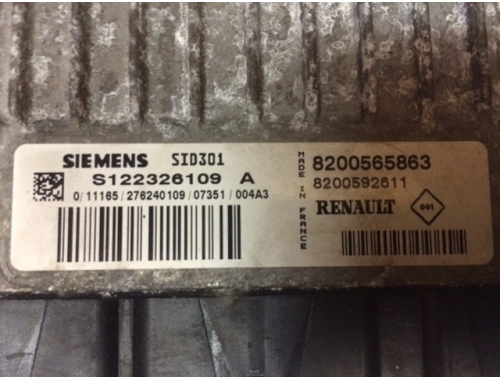 SIEMENS SID301
S122326109 A
0/11165/276240109/07351/004A3
MADE IN FRANCE
8200565863
8200592611
RENAULT 001